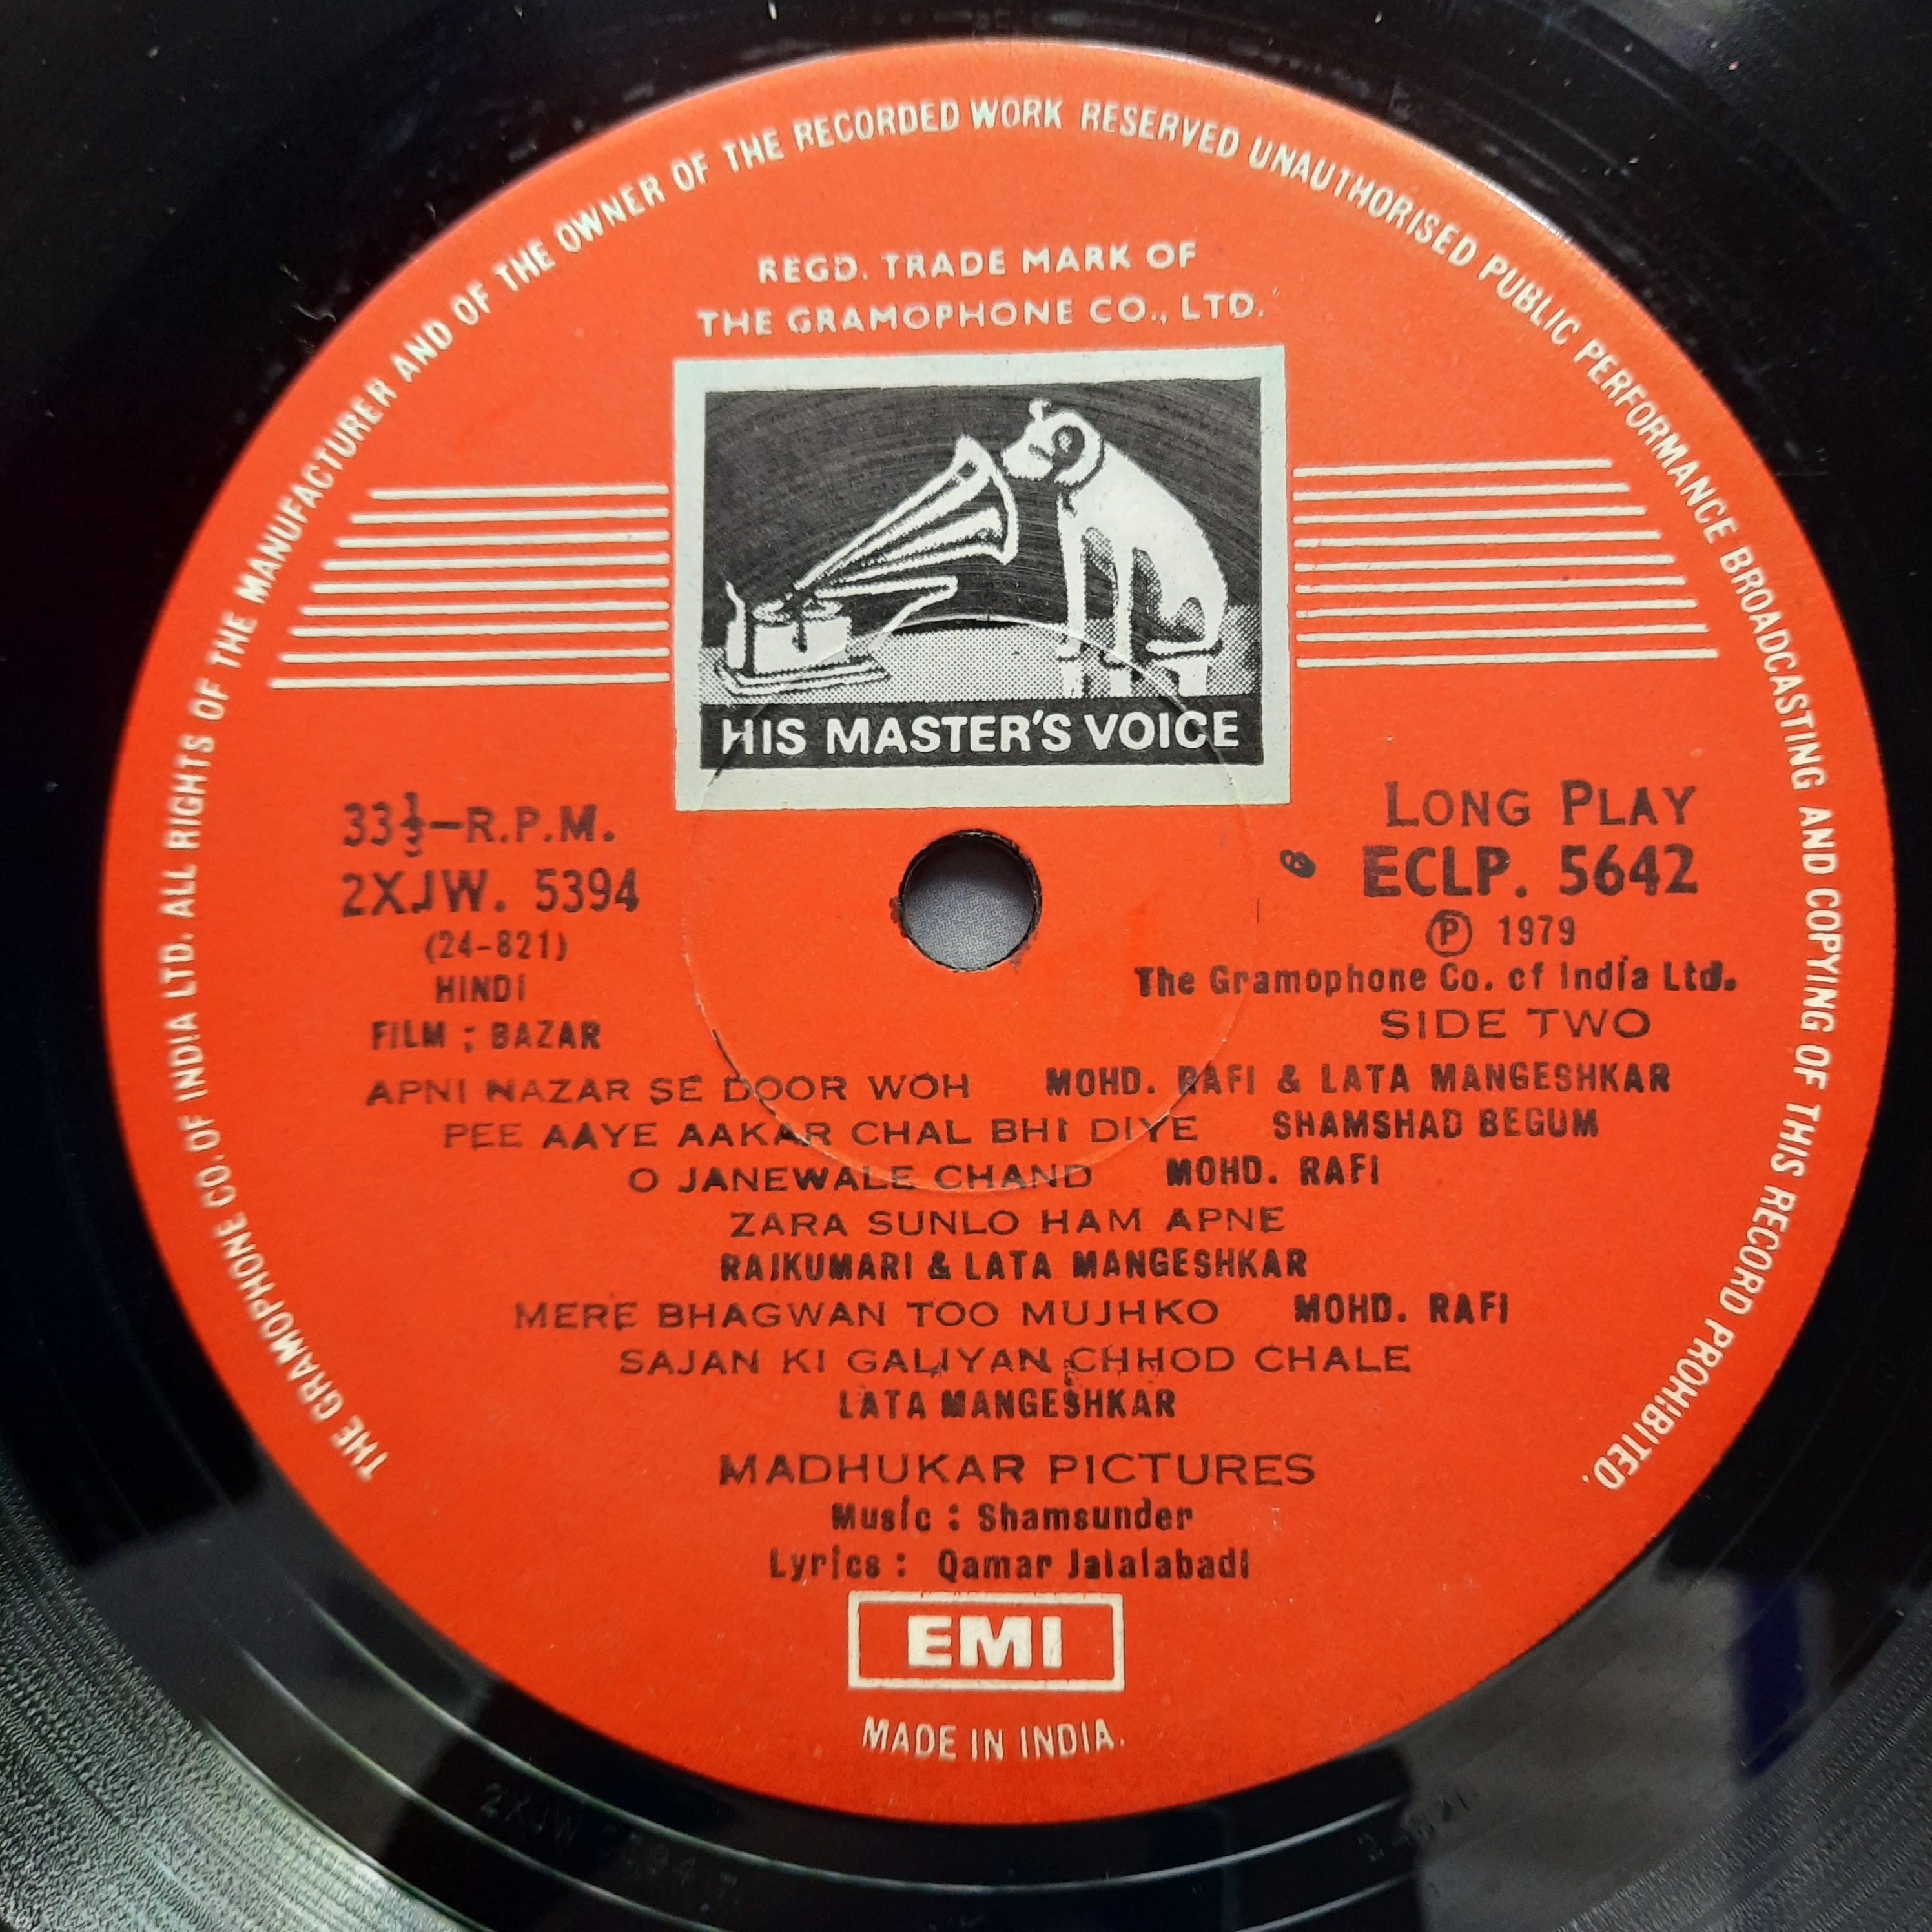 THE GRAMOPHONE CO. OF INDIA LTD. ALL RIGHTS OF THE MANUFACTURER AND OF THE OWNER OF THE RECORDED WORK RESERVED UNAUTHORISED PUBLIC PERFORMANCE BROADCASTING AND COPYING OF THIS RECORD PROHIBITED.
REGD. TRADE MARK OF
THE GRAMOPHONE CO., LTD.
HIS MASTER'S VOICE
33⅓-R.P.M.
2XJW. 5394
(24-821)
HINDI
FILM : BAZAR
LONG PLAY
ECLP. 5642
Ⓟ 1979
The Gramophone Co. of India Ltd.
SIDE TWO
APNI NAZAR SE DOOR WOH MOHD. RAFI & LATA MANGESHKAR
PEE AAYE AAKAR CHAL BHI DIYE SHAMSHAD BEGUM
O JANEWALE CHAND MOHD. RAFI
ZARA SUNLO HAM APNE
RAJKUMARI & LATA MANGESHKAR
MERE BHAGWAN TOO MUJHKO MOHD. RAFI
SAJAN KI GALIYAN CHHOD CHALE
LATA MANGESHKAR
MADHUKAR PICTURES
Music : Shamsunder
Lyrics : Qamar Jalalabadi
EMI
MADE IN INDIA.
2XJW